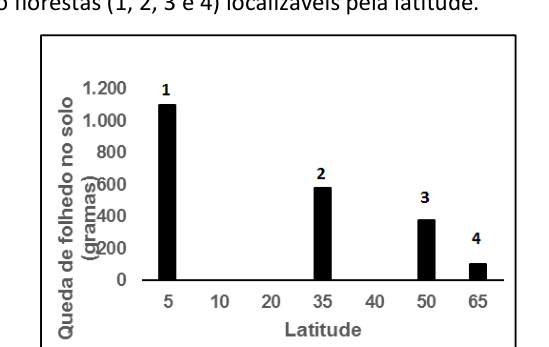 o florestas (1, 2, 3 e 4) localizáveis pela latitude.
Queda de folhedo no solo
(gramas)
1.200
1.000
800
600
400
200
0
1
2
3
4
5 10 20 35 40 50 65
Latitude